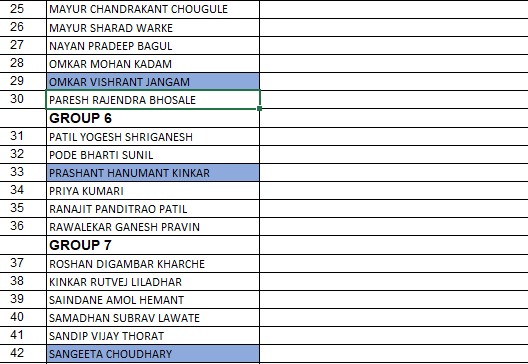 25 MAYUR CHANDRAKANT CHOUGULE
26 MAYUR SHARAD WARKE
27 NAYAN PRADEEP BAGUL
28 OMKAR MOHAN KADAM
29 OMKAR VISHRANT JANGAM
30 PARESH RAJENDRA BHOSALE
GROUP 6
31 PATIL YOGESH SHRIGANESH
32 PODE BHARTI SUNIL
33 PRASHANT HANUMANT KINKAR
34 PRIYA KUMARI
35 RANAJIT PANDITRAO PATIL
36 RAWALEKAR GANESH PRAVIN
GROUP 7
37 ROSHAN DIGAMBAR KHARCHE
38 KINKAR RUTVEJ LILADHAR
39 SAINDANE AMOL HEMANT
40 SAMADHAN SUBRAV LAWATE
41 SANDIP VIJAY THORAT
42 SANGEETA CHOUDHARY